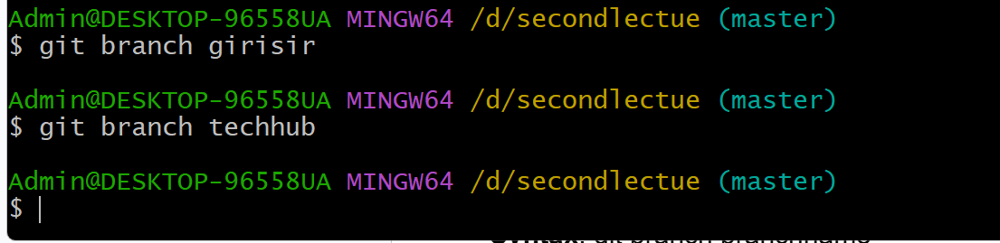 Admin@DESKTOP-96558UA MINGW64 /d/secondlectue (master)
$ git branch girisir
Admin@DESKTOP-96558UA MINGW64 /d/secondlectue (master)
$ git branch techhub
Admin@DESKTOP-96558UA MINGW64 /d/secondlectue (master)
$